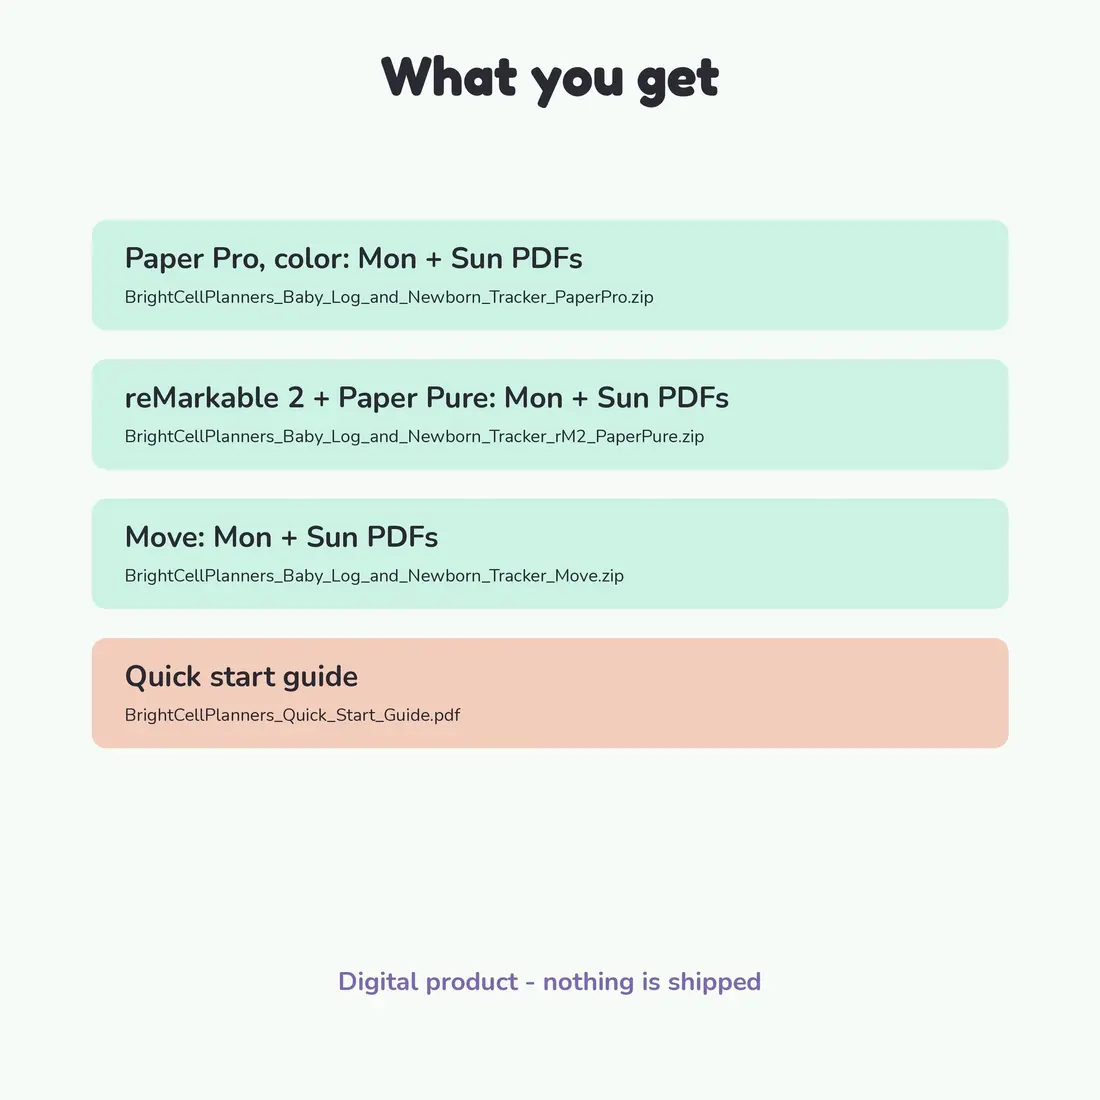 What you get
Paper Pro, color: Mon + Sun PDFs
BrightCellPlanners_Baby_Log_and_Newborn_Tracker_PaperPro.zip
reMarkable 2 + Paper Pure: Mon + Sun PDFs
BrightCellPlanners_Baby_Log_and_Newborn_Tracker_rM2_PaperPure.zip
Move: Mon + Sun PDFs
BrightCellPlanners_Baby_Log_and_Newborn_Tracker_Move.zip
Quick start guide
BrightCellPlanners_Quick_Start_Guide.pdf
Digital product - nothing is shipped